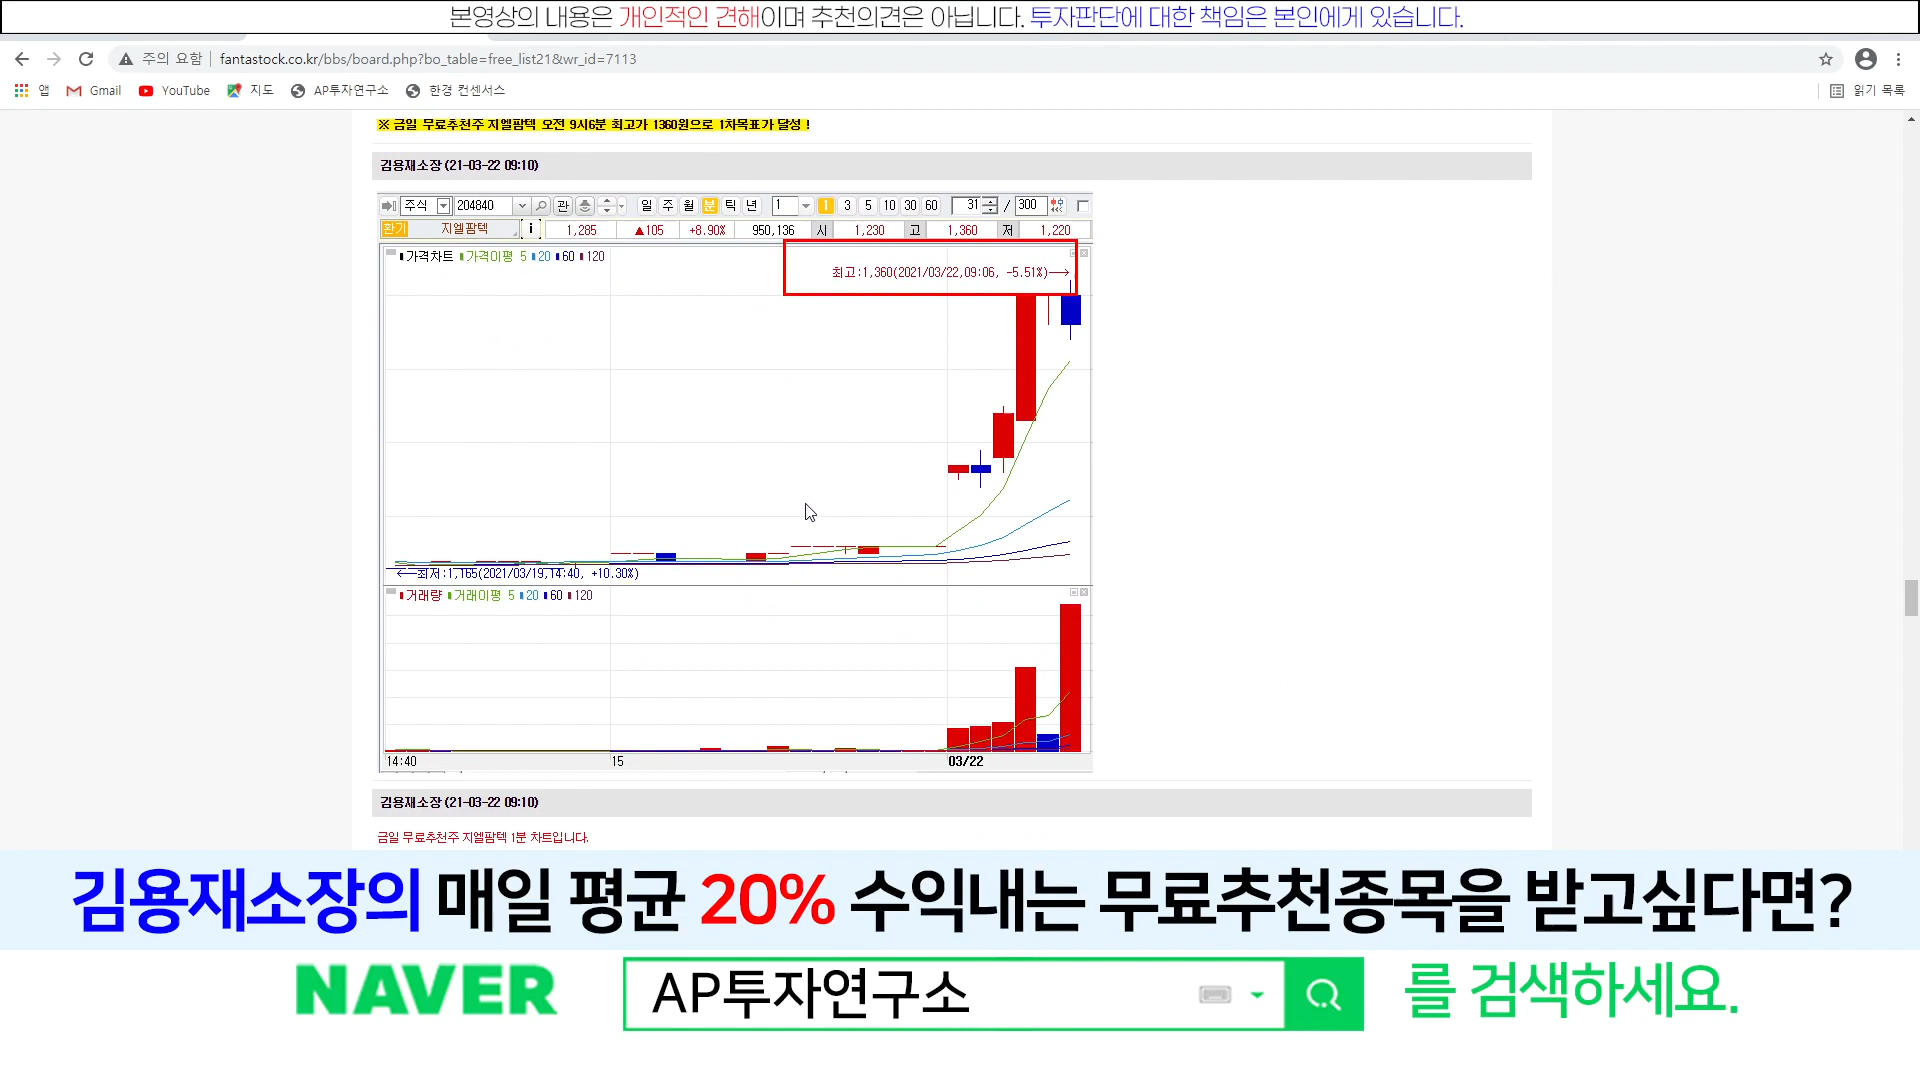 본영상의 내용은 개인적인 견해이며 추천의견은 아닙니다. 투자판단에 대한 책임은 본인에게 있습니다.
주의 요함 | fantastock.co.kr/bbs/board.php?bo_table=free_list21&wr_id=7113
앱 Gmail YouTube 지도 AP투자연구소 한경 컨센서스 읽기 목록
※ 금일 무료추천주 지엘팜텍 오전 9시6분 최고가 1360원으로 1차목표가 달성 !
김용재소장 (21-03-22 09:10)
주식 204840 관 일 주 월 분 틱 년 1 1 3 5 10 30 60 31 / 300
환기 지엘팜텍 i 1,285 ▲105 +8.90% 950,136 시 1,230 고 1,360 저 1,220
가격차트 가격이평 5 20 60 120
최고:1,360(2021/03/22,09:06, -5.51%)→
←최저:1,165(2021/03/19,14:40, +10.30%)
거래량 거래이평 5 20 60 120
14:40 15 03/22
김용재소장 (21-03-22 09:10)
금일 무료추천주 지엘팜텍 1분 차트입니다.
김용재소장의 매일 평균 20% 수익내는 무료추천종목을 받고싶다면?
NAVER AP투자연구소 를 검색하세요.